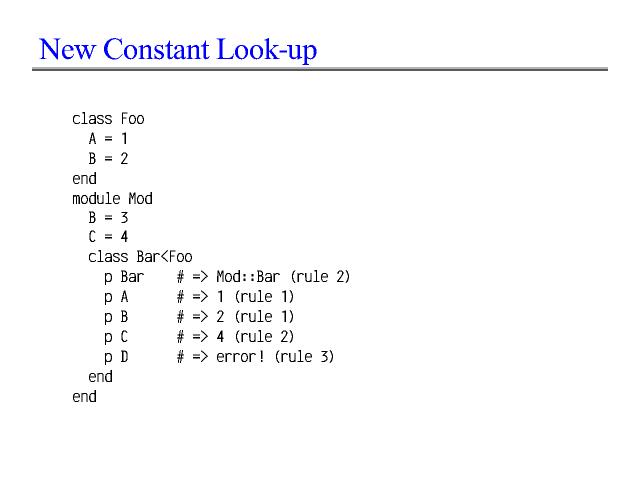 New Constant Look-up
class Foo
  A = 1
  B = 2
end
module Mod
  B = 3
  C = 4
  class Bar<Foo
    p Bar    # => Mod::Bar (rule 2)
    p A      # => 1 (rule 1)
    p B      # => 2 (rule 1)
    p C      # => 4 (rule 2)
    p D      # => error! (rule 3)
  end
end